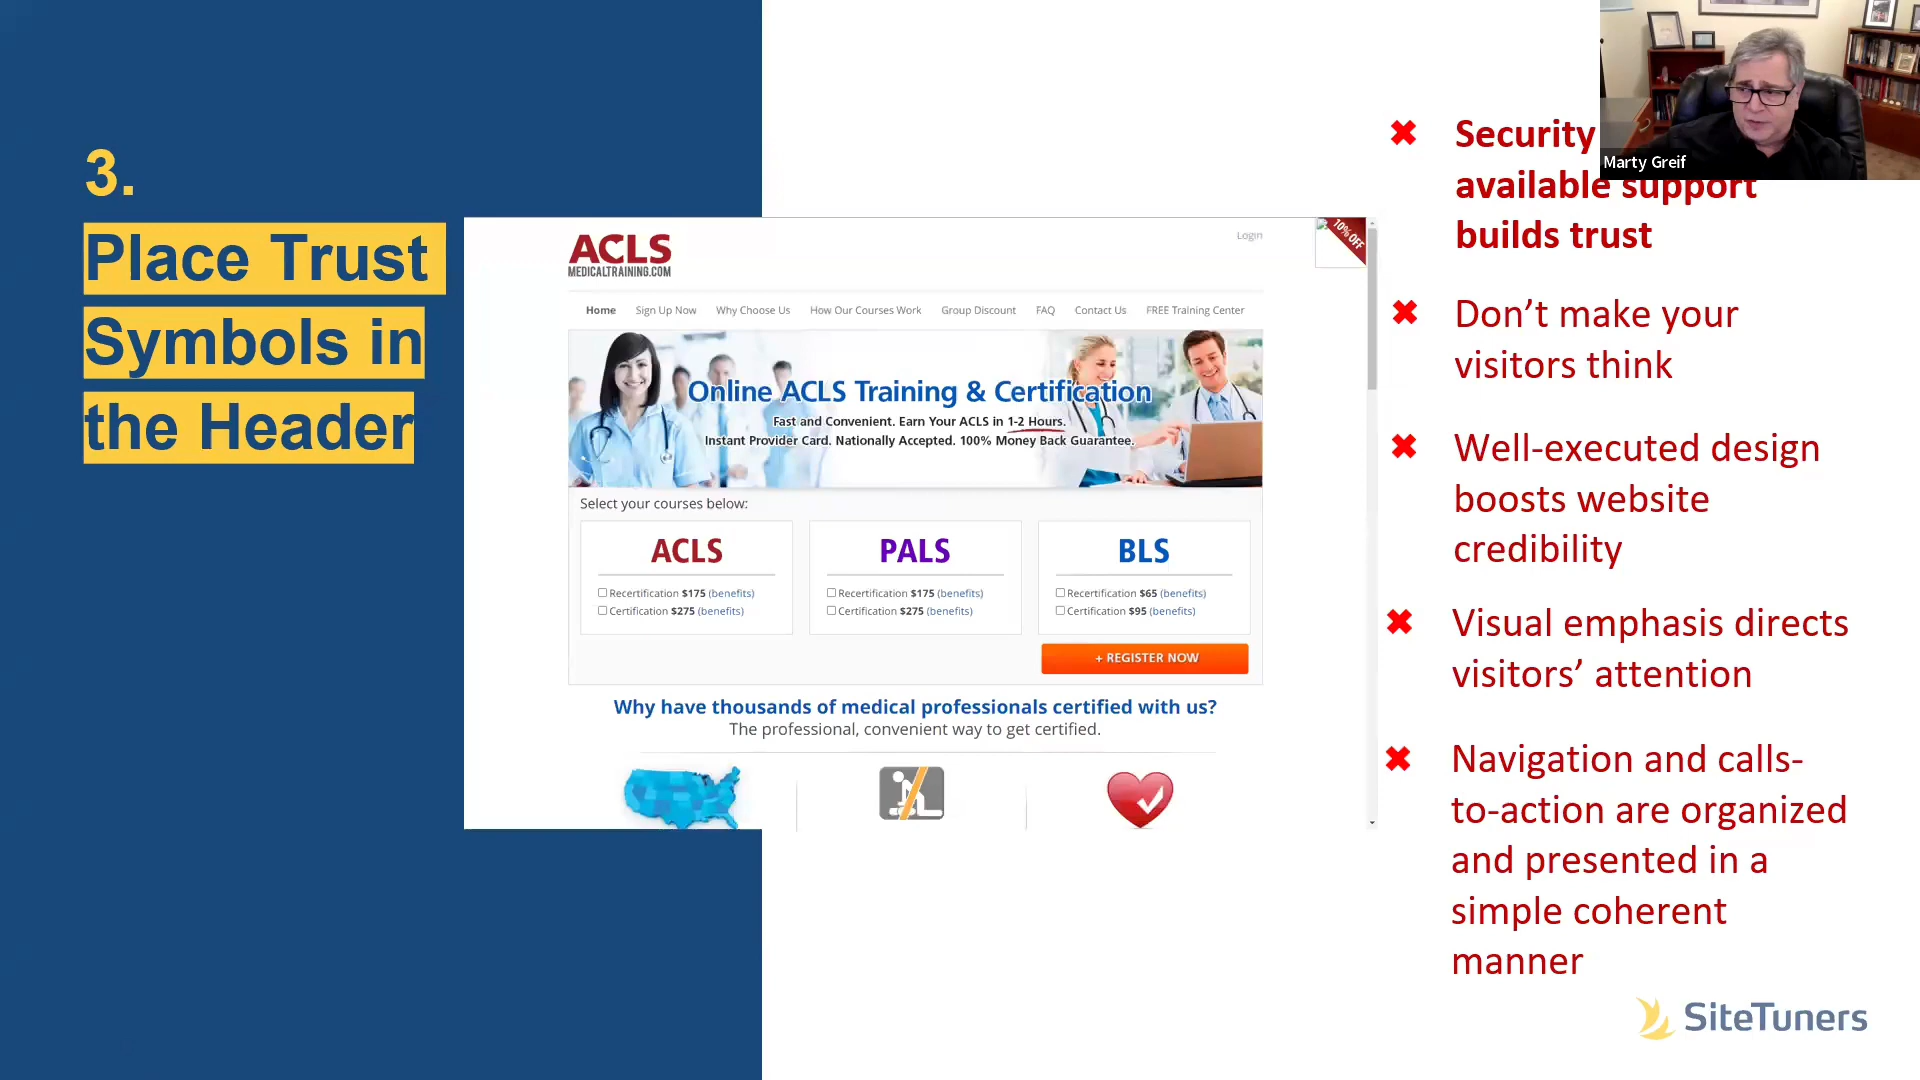 3.
Place Trust
Symbols in
the Header
ACLS
MEDICALTRAINING.COM
Login
10% OFF
Home Sign Up Now Why Choose Us How Our Courses Work Group Discount FAQ Contact Us FREE Training Center
Online ACLS Training & Certification
Fast and Convenient. Earn Your ACLS in 1-2 Hours.
Instant Provider Card. Nationally Accepted. 100% Money Back Guarantee.
Select your courses below:
ACLS
Recertification $175 (benefits)
Certification $275 (benefits)
PALS
Recertification $175 (benefits)
Certification $275 (benefits)
BLS
Recertification $65 (benefits)
Certification $95 (benefits)
+ REGISTER NOW
Why have thousands of medical professionals certified with us?
The professional, convenient way to get certified.
Marty Greif
✖ Security
available support
builds trust
✖ Don’t make your
visitors think
✖ Well-executed design
boosts website
credibility
✖ Visual emphasis directs
visitors’ attention
✖ Navigation and calls-
to-action are organized
and presented in a
simple coherent
manner
SiteTuners